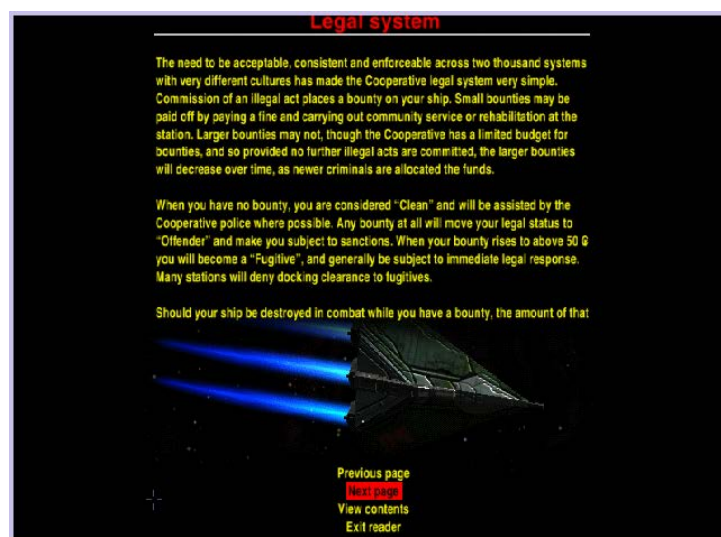 Legal system
The need to be acceptable, consistent and enforceable across two thousand systems
with very different cultures has made the Cooperative legal system very simple.
Commission of an illegal act places a bounty on your ship. Small bounties may be
paid off by paying a fine and carrying out community service or rehabilitation at the
station. Larger bounties may not, though the Cooperative has a limited budget for
bounties, and so provided no further illegal acts are committed, the larger bounties
will decrease over time, as newer criminals are allocated the funds.
When you have no bounty, you are considered “Clean” and will be assisted by the
Cooperative police where possible. Any bounty at all will move your legal status to
“Offender” and make you subject to sanctions. When your bounty rises to above 50 ₢
you will become a “Fugitive”, and generally be subject to immediate legal response.
Many stations will deny docking clearance to fugitives.
Should your ship be destroyed in combat while you have a bounty, the amount of that
Previous page
Next page
View contents
Exit reader